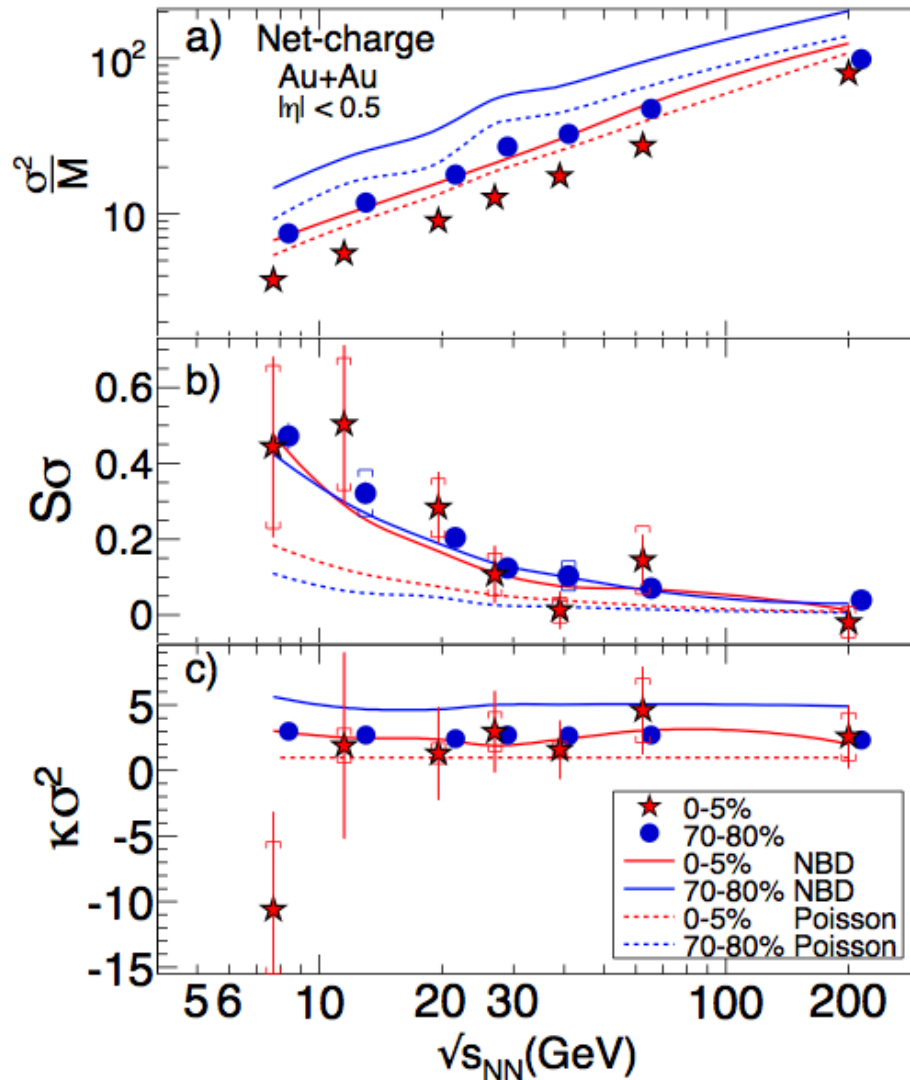 a) Net-charge
Au+Au
|η| < 0.5
10²
10
σ²/M
b)
0.6
0.4
0.2
0
Sσ
c)
5
0
-5
-10
-15
κσ²
0-5%
70-80%
0-5% NBD
70-80% NBD
0-5% Poisson
70-80% Poisson
5 6 10 20 30 100 200
√sNN(GeV)